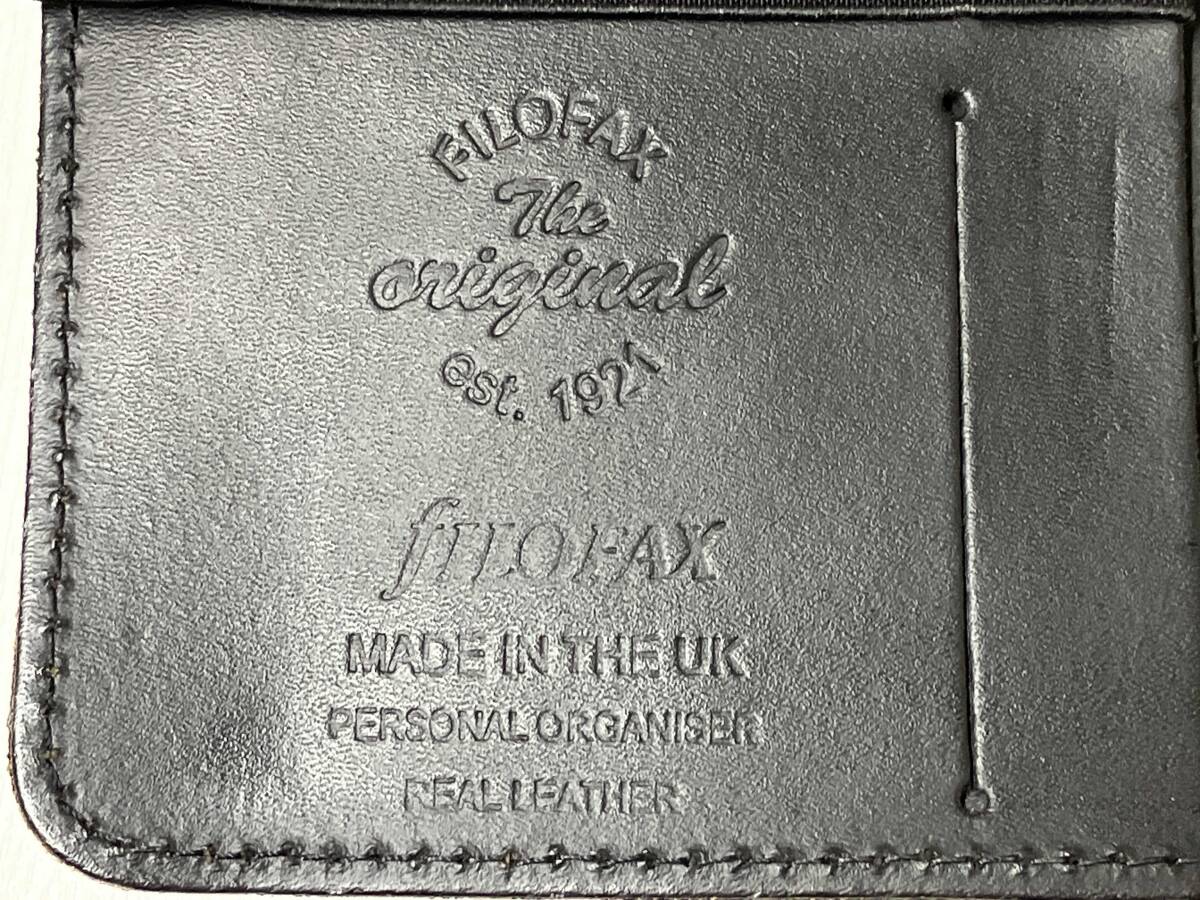 FILOFAX
The
original
est. 1921
fILOFAX
MADE IN THE UK
PERSONAL ORGANISER
REAL LEATHER